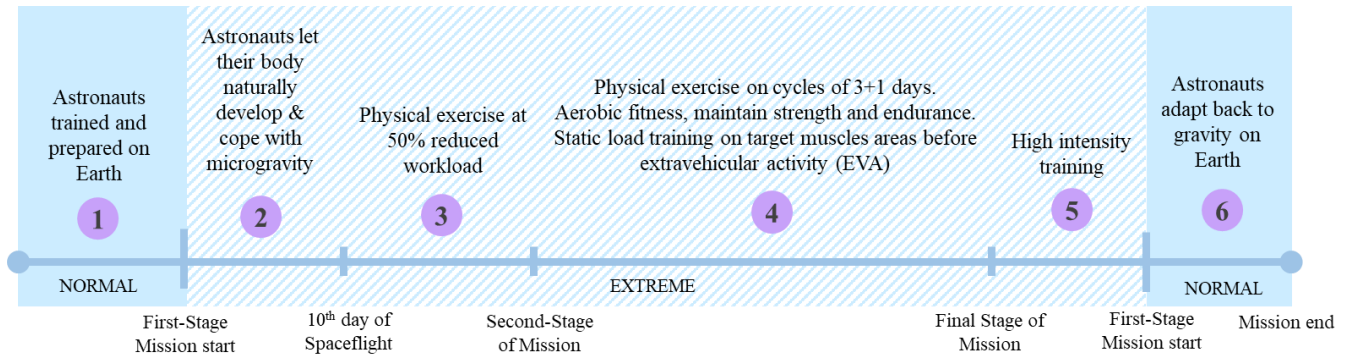 Astronauts trained and prepared on Earth
1
NORMAL
Astronauts let their body naturally develop & cope with microgravity
2
Physical exercise at 50% reduced workload
3
Physical exercise on cycles of 3+1 days.
Aerobic fitness, maintain strength and endurance.
Static load training on target muscles areas before
extravehicular activity (EVA)
4
EXTREME
High intensity training
5
Astronauts adapt back to gravity on Earth
6
NORMAL
First-Stage Mission start
10th day of Spaceflight
Second-Stage of Mission
Final Stage of Mission
First-Stage Mission start
Mission end